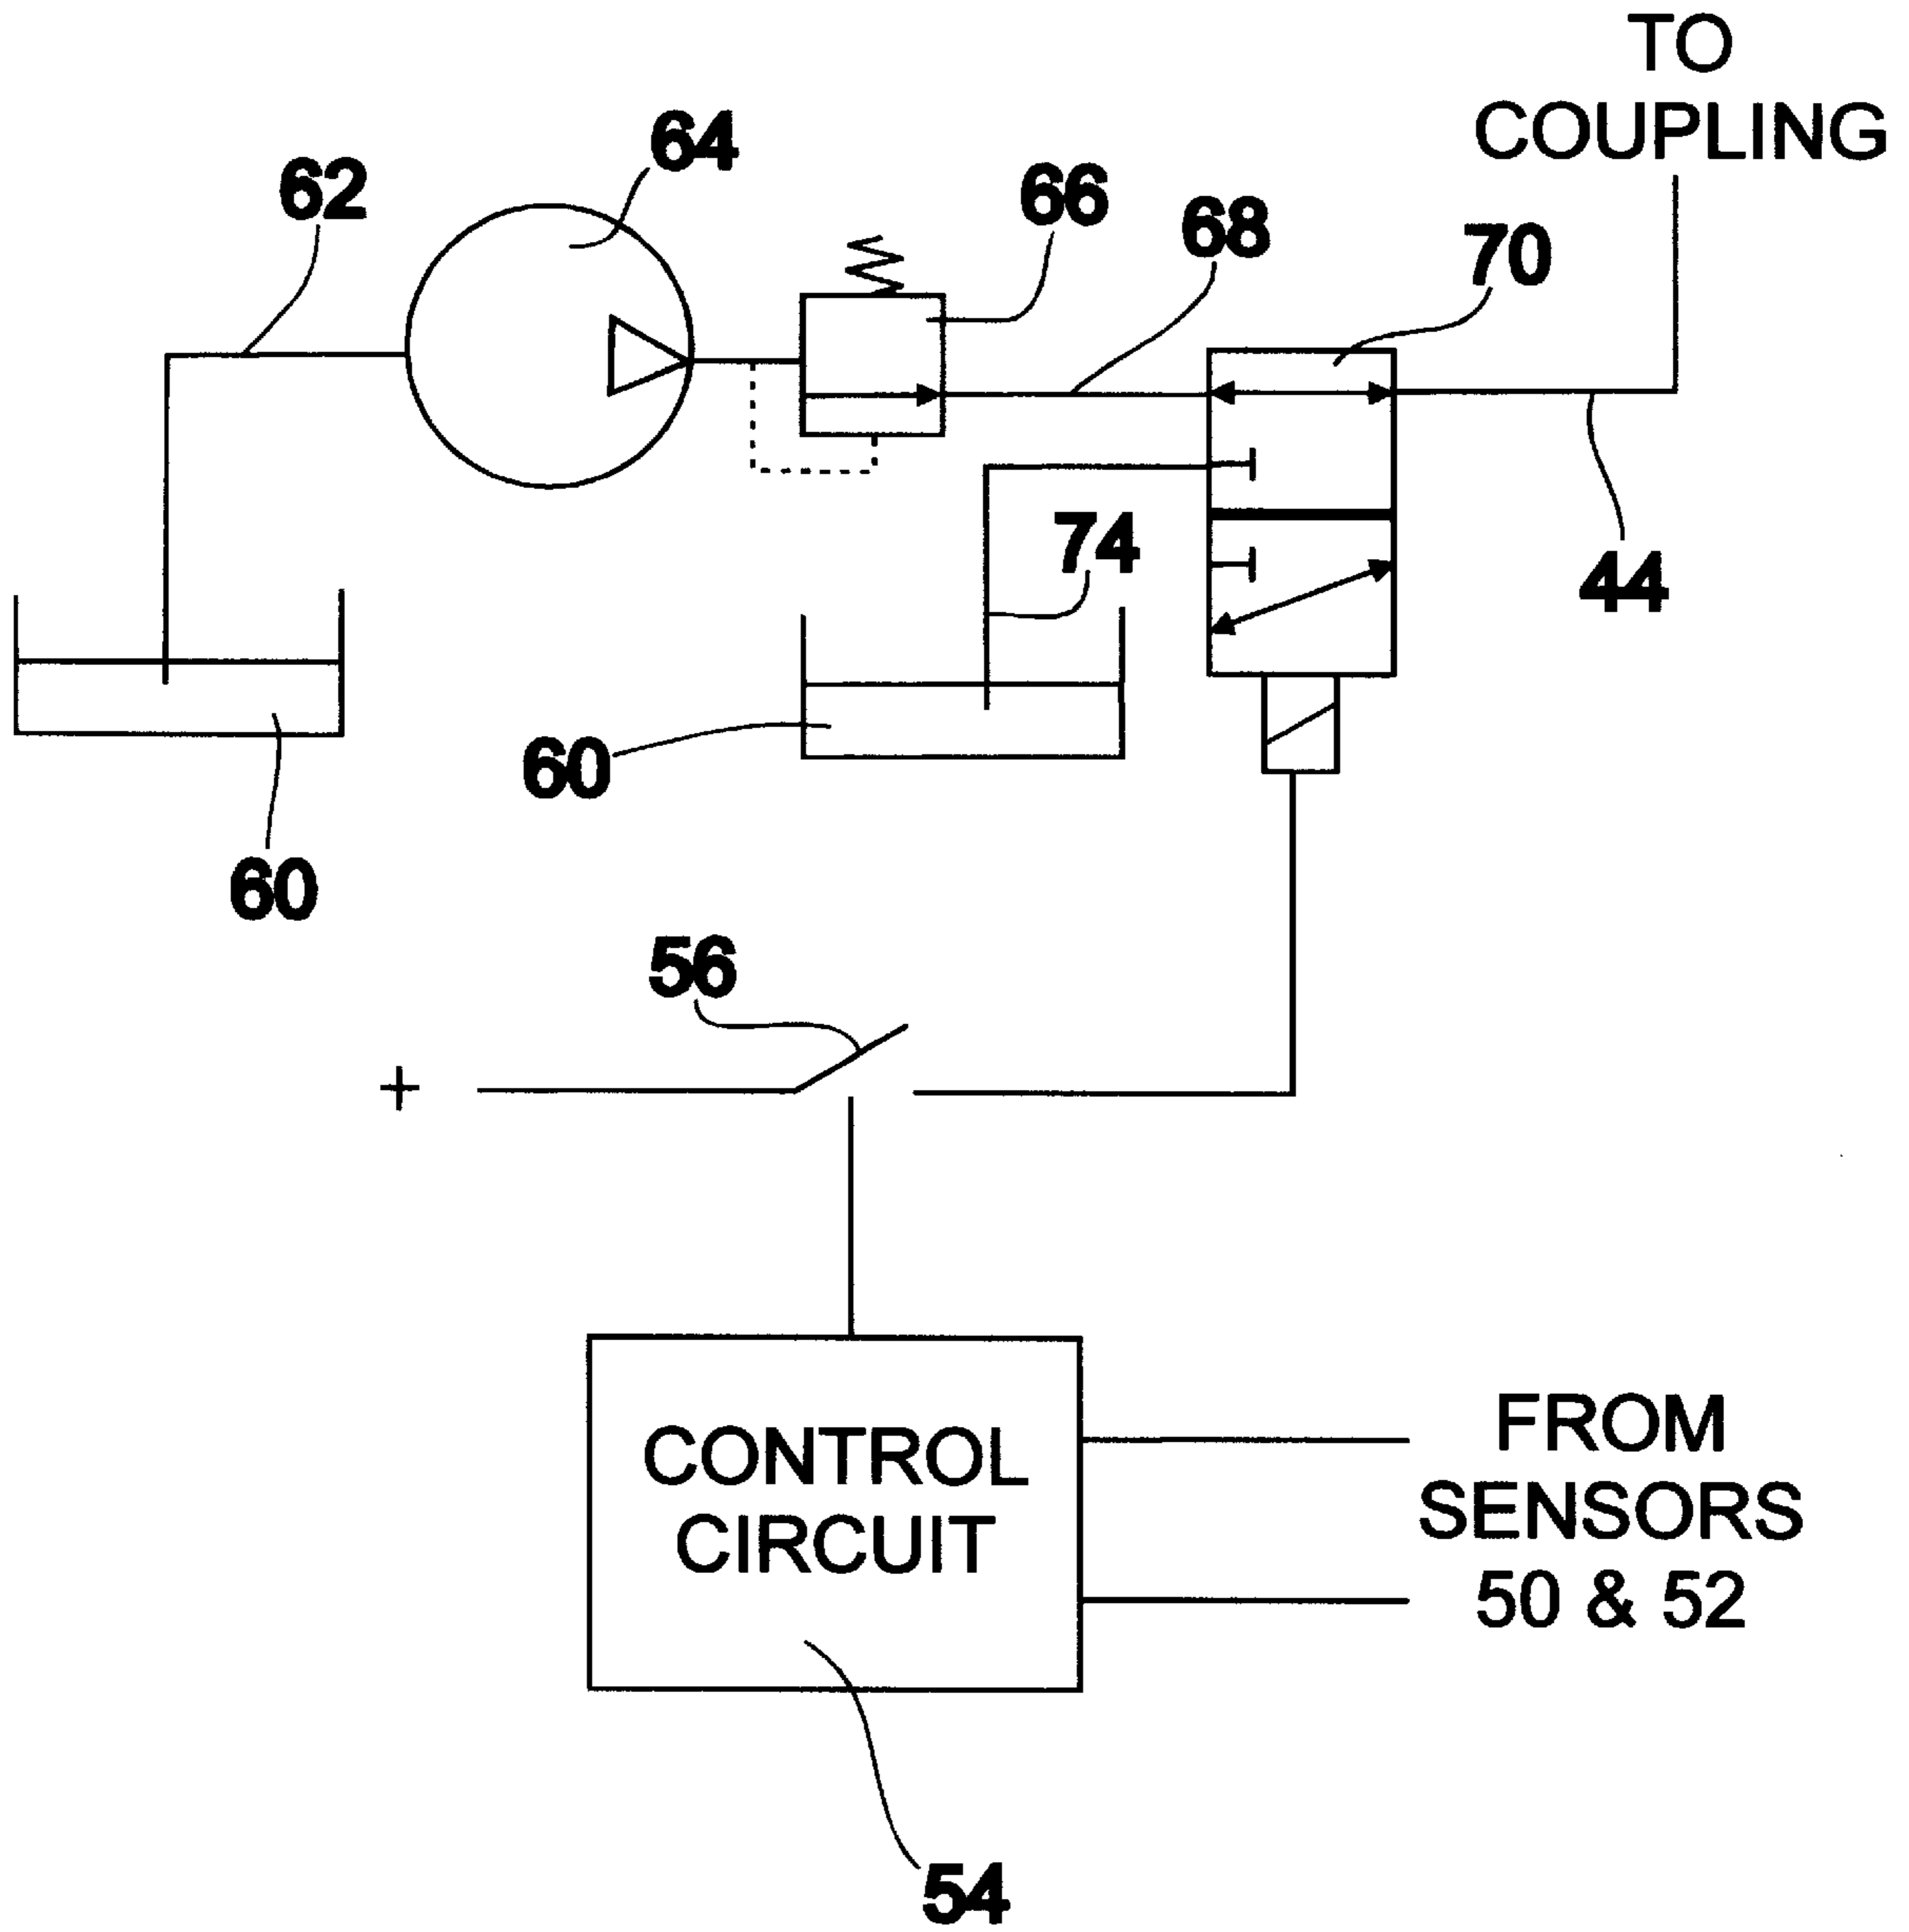 TO
COUPLING
64
62
66
68
70
74
44
60
60
56
+
CONTROL
CIRCUIT
FROM
SENSORS
50 & 52
54